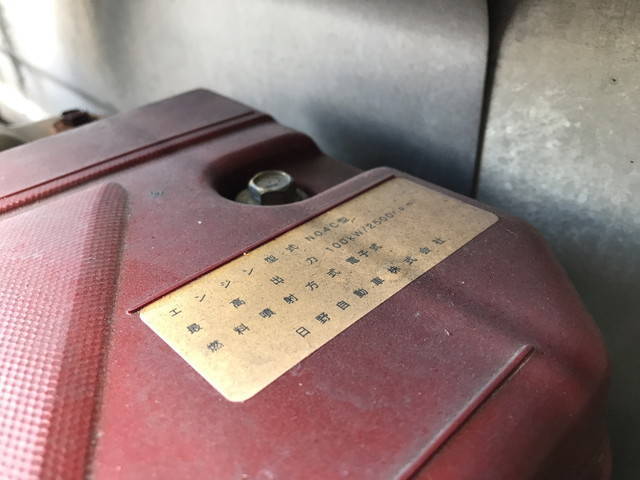 エンジン型式 N04C型
最高出力 100kW/2500r.p.m
燃料噴射方式 電子式
日野自動車株式会社